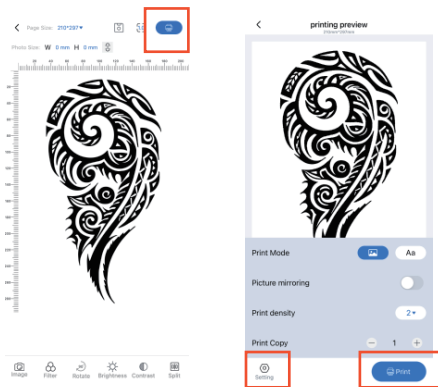 Page Size: 210*297
Photo Size: W 0 mm H 0 mm
Image
Filter
Rotate
Brightness
Contrast
Split
printing preview
Print Mode
Aa
Picture mirroring
Print density
2
Print Copy
1
Setting
Print